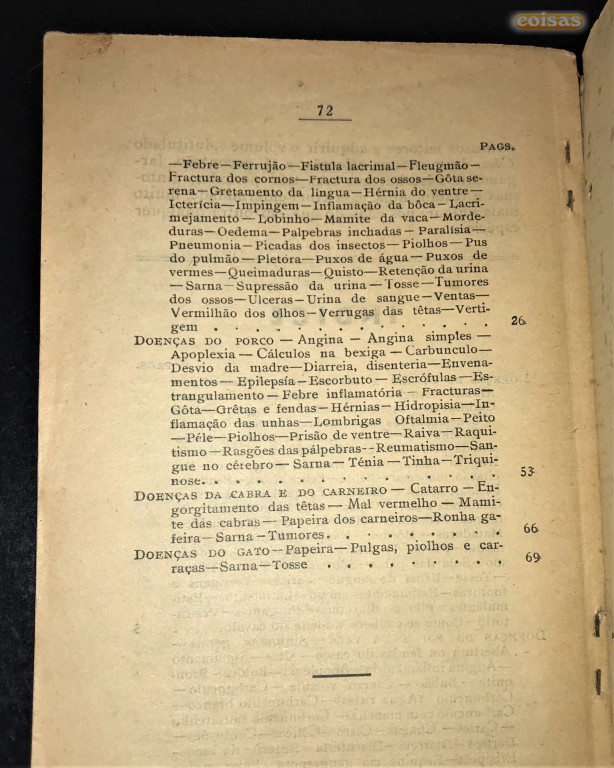 coisas
72
PAGS.
—Febre—Ferrujão—Fistula lacrimal—Fleugmão—
Fractura dos cornos—Fractura dos ossos—Gôta se-
rena—Gretamento da língua—Hérnia do ventre—
Icterícia—Impingem—Inflamação da bôca—Lacri-
mejamento—Lobinho—Mamite da vaca—Morde-
duras—Oedema—Palpebras inchadas—Paralísia—
Pneumonia—Picadas dos insectos—Piolhos—Pus
do pulmão—Pletóra—Puxos de água—Puxos de
vermes—Queimaduras—Quisto—Retenção da urina
—Sarna—Supressão da urina—Tosse—Tumores
dos ossos—Ulceras—Urina de sangue—Ventas—
Vermilhão dos olhos—Verrugas das têtas—Verti-
gem . . . . . . . . . . . . . 26
DOENÇAS DO PORCO—Angina—Angina simples—
Apoplexia—Cálculos na bexiga—Carbunculo—
Desvio da madre—Diarreia, disenteria—Envena-
mentos—Epilepsía—Escorbuto—Escrófulas—Es-
trangulamento—Febre inflamatória—Fracturas—
Gôta—Grêtas e fendas—Hérnias—Hidropisia—In-
flamação das unhas—Lombrigas Oftalmia—Peito
—Péle—Piolhos—Prisão de ventre—Raiva—Raqui-
tismo—Rasgões das pálpebras--Reumatismo—San-
gue no cérebro—Sarna—Ténia—Tinha—Triqui-
nose. . . . . . . . . . . . . 53
DOENÇAS DA CABRA E DO CARNEIRO—Catarro—En-
gorgitamento das têtas—Mal vermelho—Mami-
te das cabras—Papeira dos carneiros—Ronha ga-
feira—Sarna—Tumores. . . . . . . . 66
DOENÇAS DO GATO—Papeira—Pulgas, piolhos e car-
raças—Sarna—Tosse . . . . . . . . 69